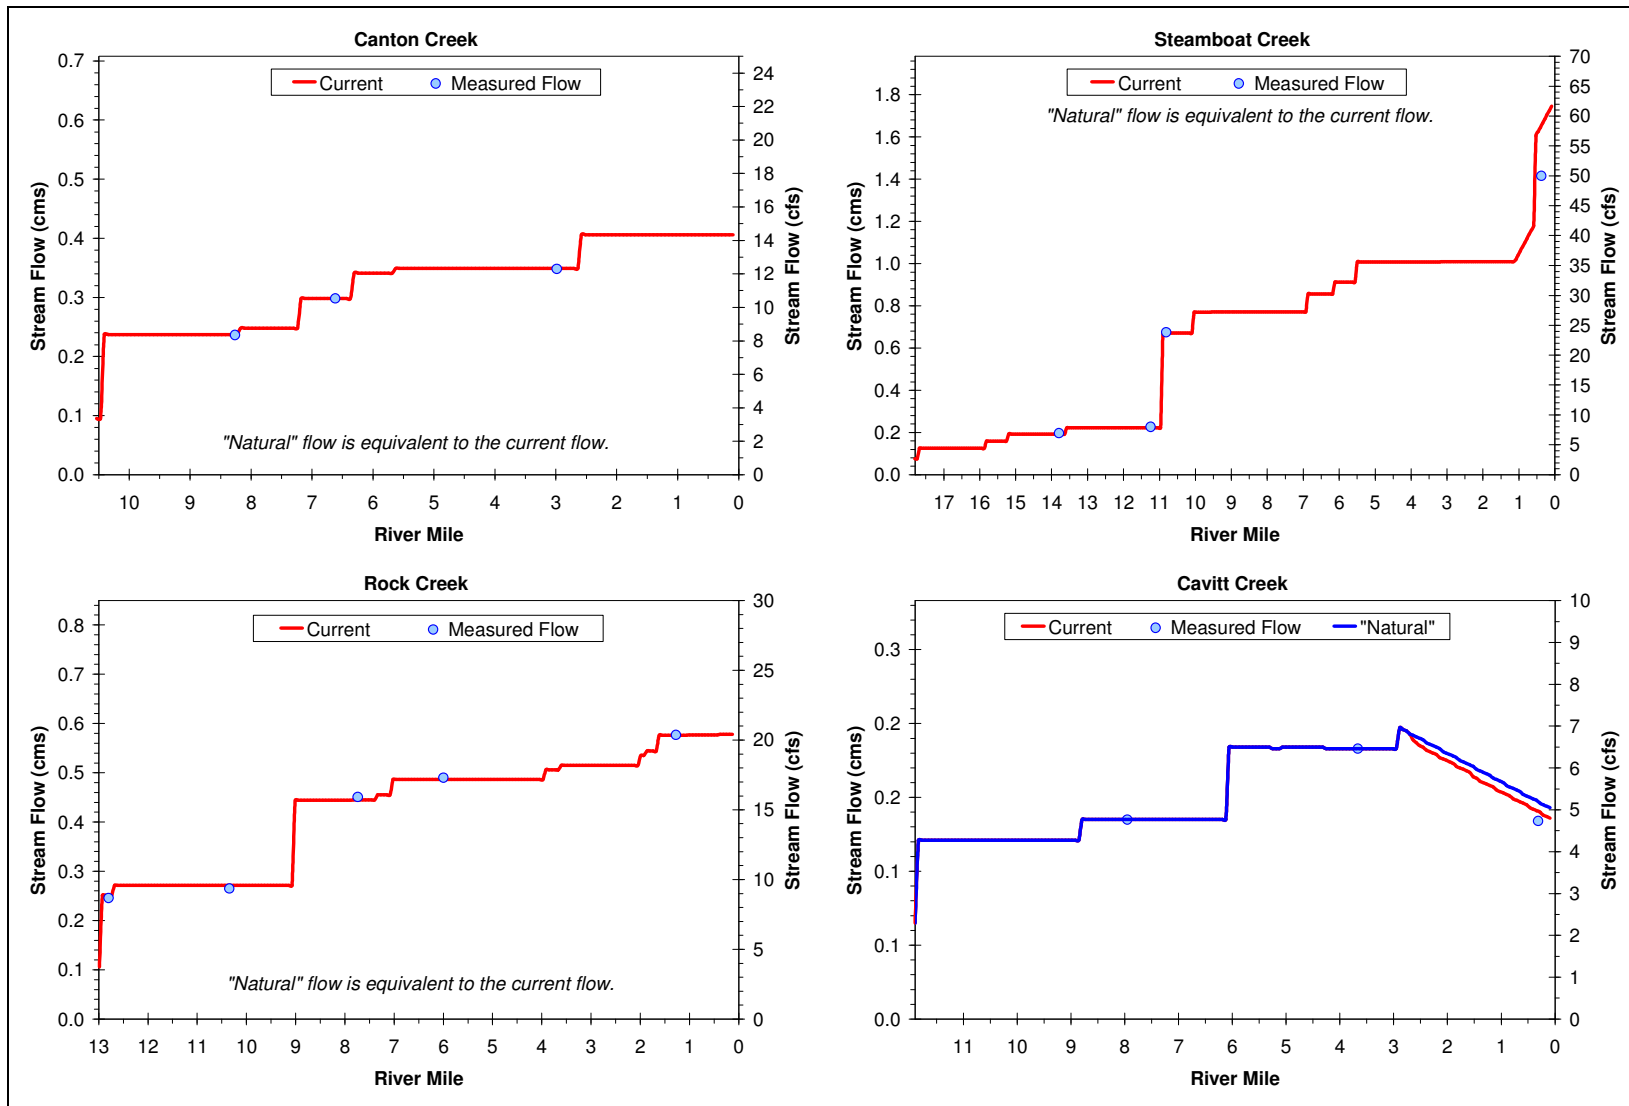 Canton Creek
Current
Measured Flow
0.7
0.6
0.5
0.4
0.3
0.2
0.1
0.0
Stream Flow (cms)
24
22
20
18
16
14
12
10
8
6
4
2
0
Stream Flow (cfs)
"Natural" flow is equivalent to the current flow.
10 9 8 7 6 5 4 3 2 1 0
River Mile
Steamboat Creek
Current
Measured Flow
"Natural" flow is equivalent to the current flow.
1.8
1.6
1.4
1.2
1.0
0.8
0.6
0.4
0.2
0.0
Stream Flow (cms)
70
65
60
55
50
45
40
35
30
25
20
15
10
5
0
Stream Flow (cfs)
17 16 15 14 13 12 11 10 9 8 7 6 5 4 3 2 1 0
River Mile
Rock Creek
Current
Measured Flow
0.8
0.7
0.6
0.5
0.4
0.3
0.2
0.1
0.0
Stream Flow (cms)
30
25
20
15
10
5
0
Stream Flow (cfs)
"Natural" flow is equivalent to the current flow.
13 12 11 10 9 8 7 6 5 4 3 2 1 0
River Mile
Cavitt Creek
Current
Measured Flow
"Natural"
0.3
0.2
0.2
0.1
0.1
0.0
Stream Flow (cms)
10
9
8
7
6
5
4
3
2
1
0
Stream Flow (cfs)
11 10 9 8 7 6 5 4 3 2 1 0
River Mile